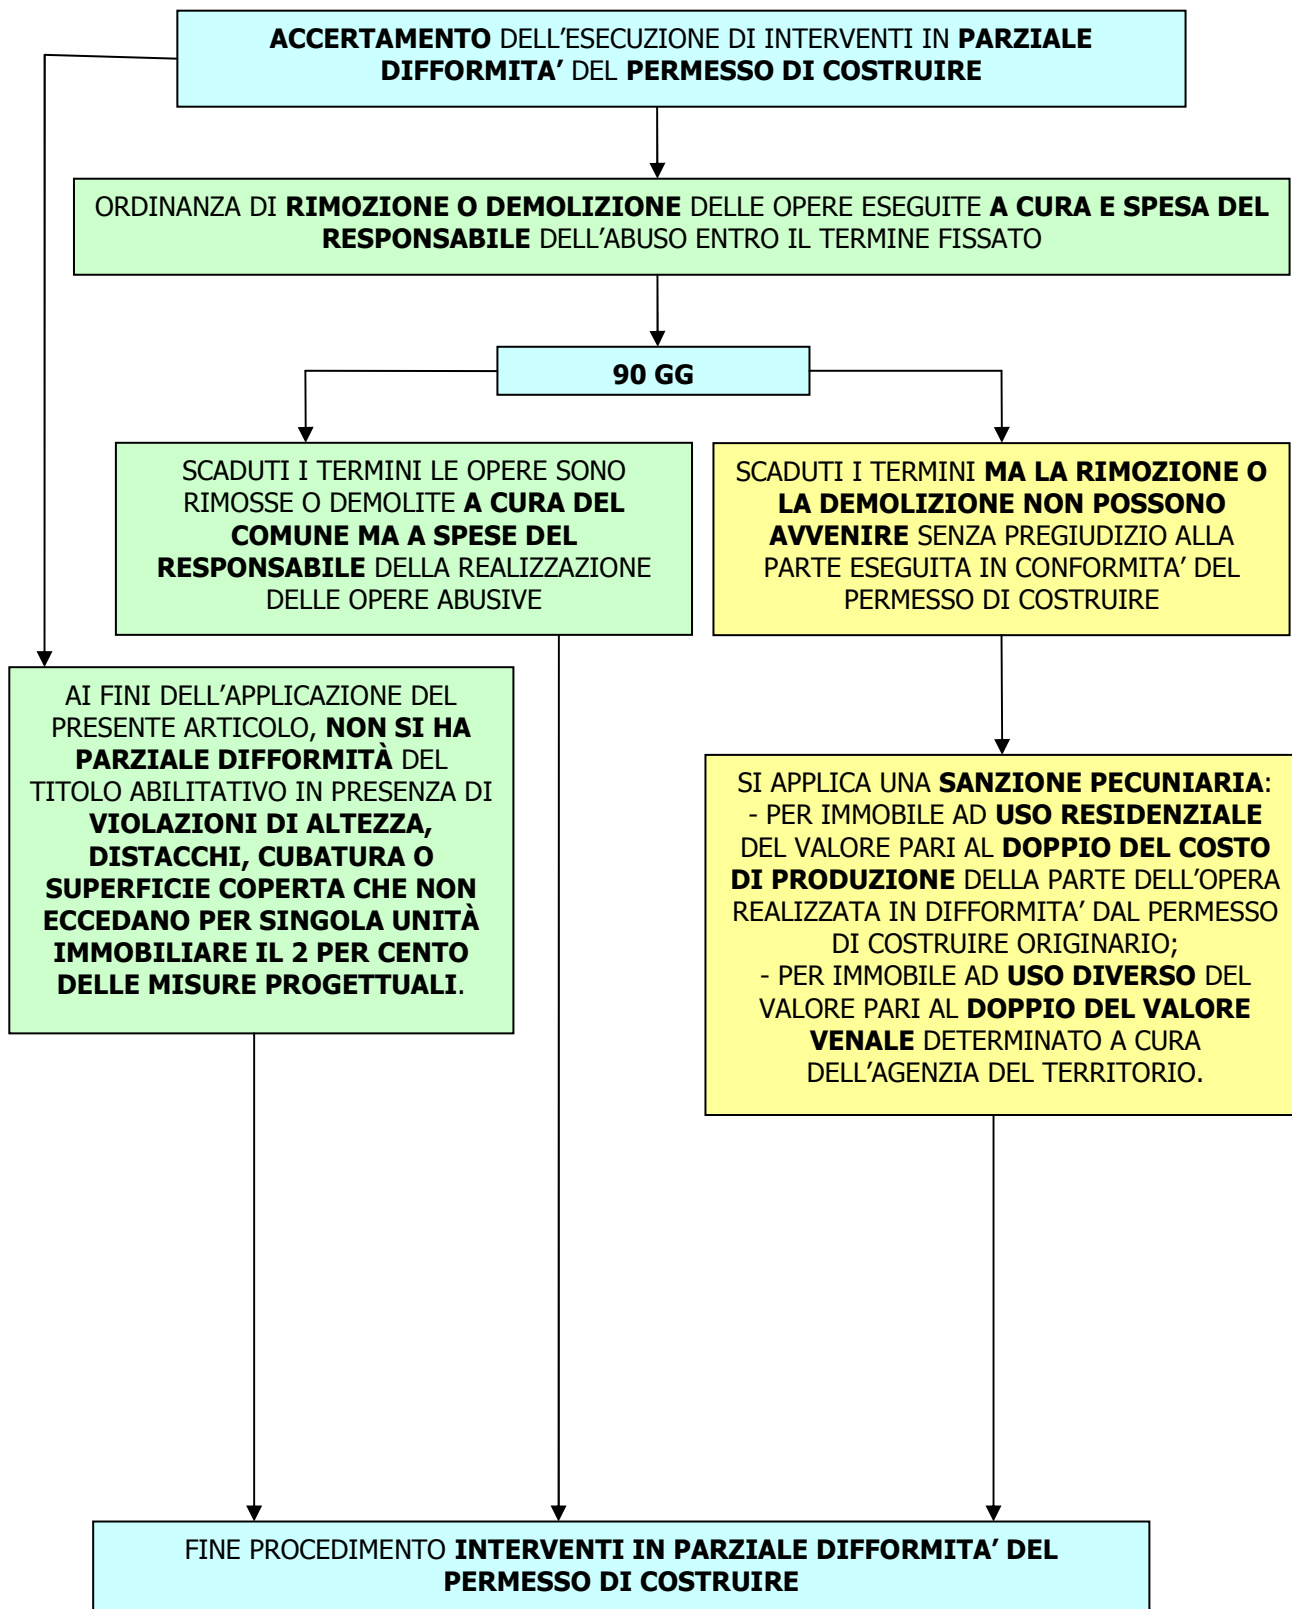 ACCERTAMENTO DELL’ESECUZIONE DI INTERVENTI IN PARZIALE
DIFFORMITA’ DEL PERMESSO DI COSTRUIRE
ORDINANZA DI RIMOZIONE O DEMOLIZIONE DELLE OPERE ESEGUITE A CURA E SPESA DEL
RESPONSABILE DELL’ABUSO ENTRO IL TERMINE FISSATO
90 GG
SCADUTI I TERMINI LE OPERE SONO
RIMOSSE O DEMOLITE A CURA DEL
COMUNE MA A SPESE DEL
RESPONSABILE DELLA REALIZZAZIONE
DELLE OPERE ABUSIVE
SCADUTI I TERMINI MA LA RIMOZIONE O
LA DEMOLIZIONE NON POSSONO
AVVENIRE SENZA PREGIUDIZIO ALLA
PARTE ESEGUITA IN CONFORMITA’ DEL
PERMESSO DI COSTRUIRE
AI FINI DELL’APPLICAZIONE DEL
PRESENTE ARTICOLO, NON SI HA
PARZIALE DIFFORMITÀ DEL
TITOLO ABILITATIVO IN PRESENZA DI
VIOLAZIONI DI ALTEZZA,
DISTACCHI, CUBATURA O
SUPERFICIE COPERTA CHE NON
ECCEDANO PER SINGOLA UNITÀ
IMMOBILIARE IL 2 PER CENTO
DELLE MISURE PROGETTUALI.
SI APPLICA UNA SANZIONE PECUNIARIA:
- PER IMMOBILE AD USO RESIDENZIALE
DEL VALORE PARI AL DOPPIO DEL COSTO
DI PRODUZIONE DELLA PARTE DELL’OPERA
REALIZZATA IN DIFFORMITA’ DAL PERMESSO
DI COSTRUIRE ORIGINARIO;
- PER IMMOBILE AD USO DIVERSO DEL
VALORE PARI AL DOPPIO DEL VALORE
VENALE DETERMINATO A CURA
DELL’AGENZIA DEL TERRITORIO.
FINE PROCEDIMENTO INTERVENTI IN PARZIALE DIFFORMITA’ DEL
PERMESSO DI COSTRUIRE